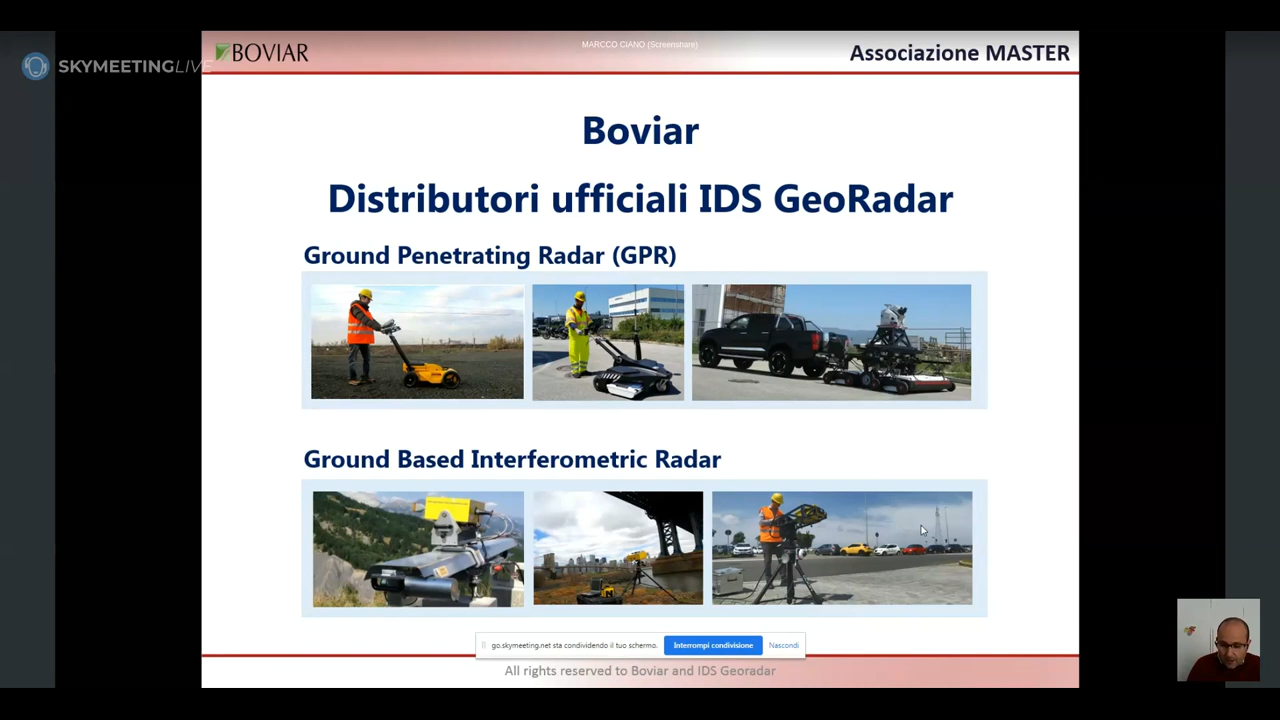 MARCCO CIANO (Screenshare)
SKYMEETINGLIVE
BOVIAR
Associazione MASTER
Boviar
Distributori ufficiali IDS GeoRadar
Ground Penetrating Radar (GPR)
Ground Based Interferometric Radar
go.skymeeting.net sta condividendo il tuo schermo.
Interrompi condivisione
Nascondi
All rights reserved to Boviar and IDS Georadar